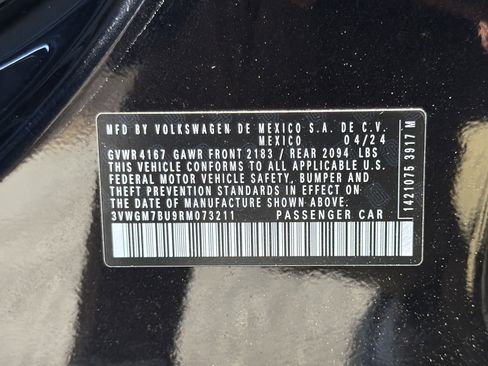 MFD BY VOLKSWAGEN DE MEXICO S.A. DE C.V.
MEXICO 04/24
GVWR 4167 GAWR FRONT 2183 / REAR 2094 LBS
THIS VEHICLE CONFORMS TO ALL APPLICABLE U.S.
FEDERAL MOTOR VEHICLE SAFETY, BUMPER AND
THEFT PREVENTION STANDARDS IN EFFECT ON THE
DATE OF MANUFACTURE SHOWN ABOVE.
3VWGM7BU9RM073211 PASSENGER CAR
1421075 3917 M